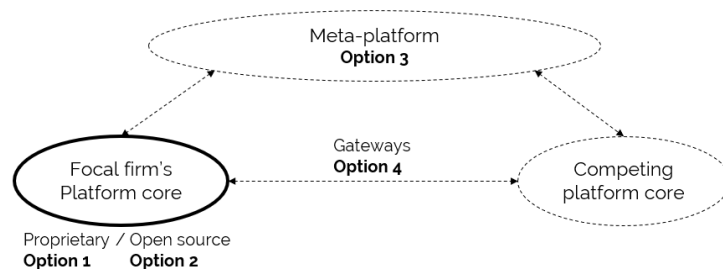 Meta-platform
Option 3
Gateways
Option 4
Focal firm's
Platform core
Competing
platform core
Proprietary / Open source
Option 1 Option 2